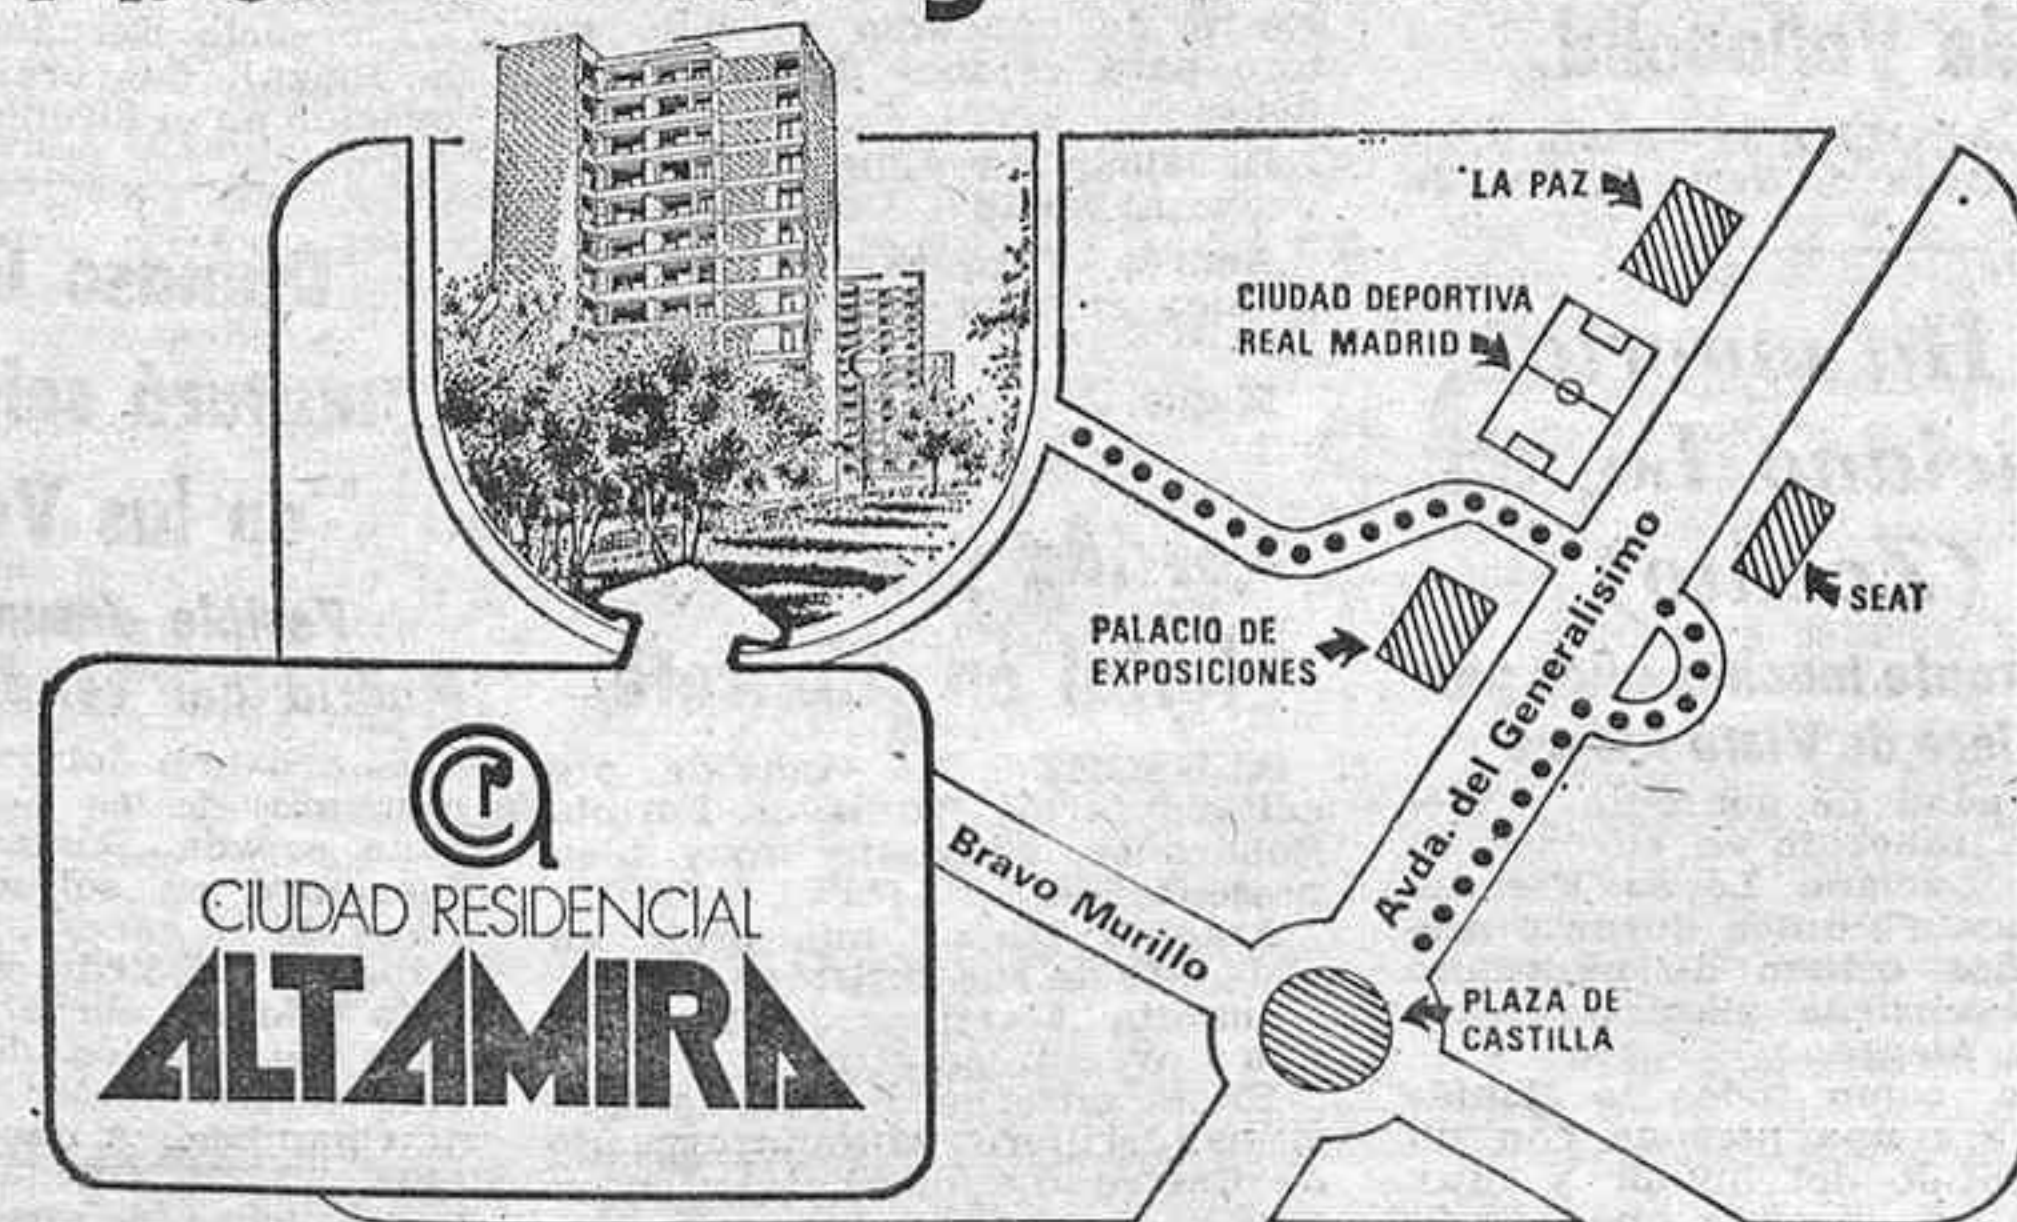 LA PAZ
CIUDAD DEPORTIVA
REAL MADRID
SEAT
PALACIO DE
EXPOSICIONES
Avda. del Generalisimo
Bravo Murillo
PLAZA DE
CASTILLA
CIUDAD RESIDENCIAL
ALTAMIRA